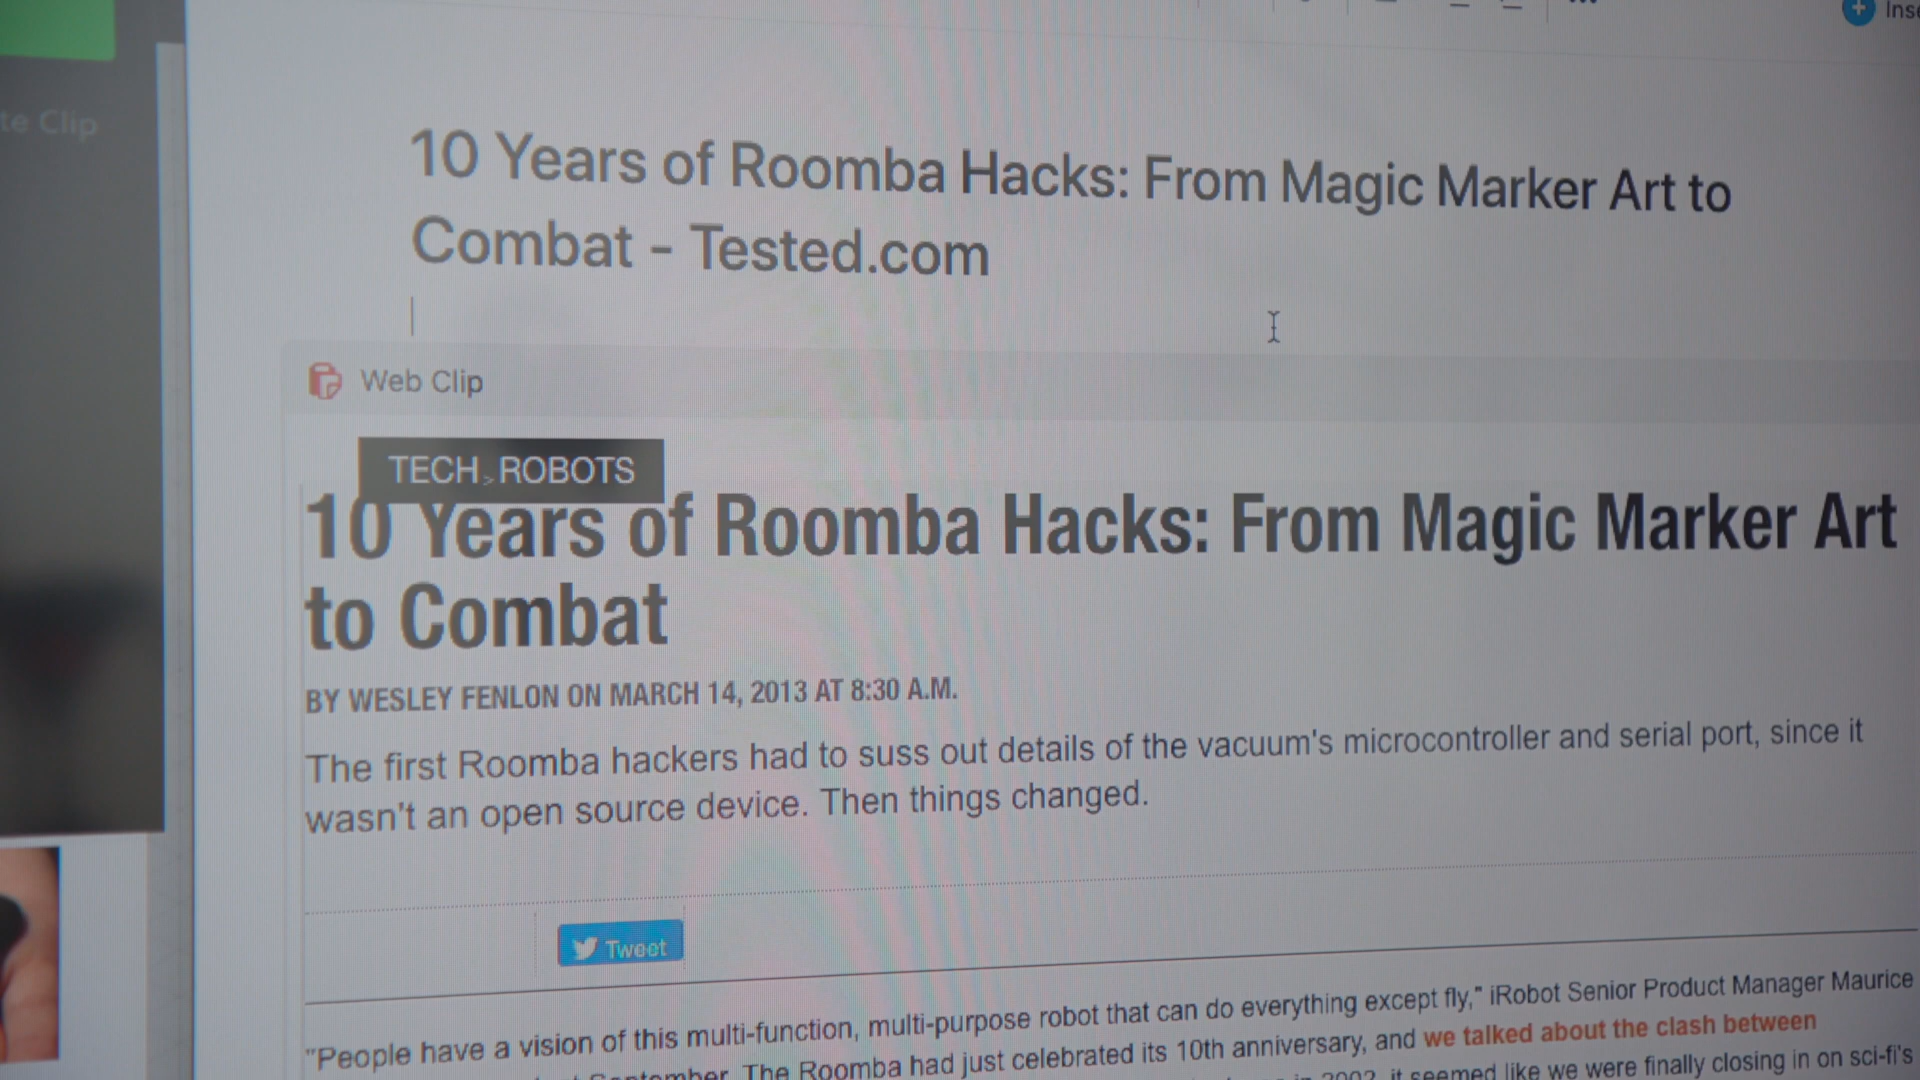 Inse
te Clip
10 Years of Roomba Hacks: From Magic Marker Art to
Combat - Tested.com
Web Clip
TECH > ROBOTS
10 Years of Roomba Hacks: From Magic Marker Art
to Combat
BY WESLEY FENLON ON MARCH 14, 2013 AT 8:30 A.M.
The first Roomba hackers had to suss out details of the vacuum's microcontroller and serial port, since it
wasn't an open source device. Then things changed.
Tweet
"People have a vision of this multi-function, multi-purpose robot that can do everything except fly," iRobot Senior Product Manager Maurice
September. The Roomba had just celebrated its 10th anniversary, and we talked about the clash between
in 2002, it seemed like we were finally closing in on sci-fi's